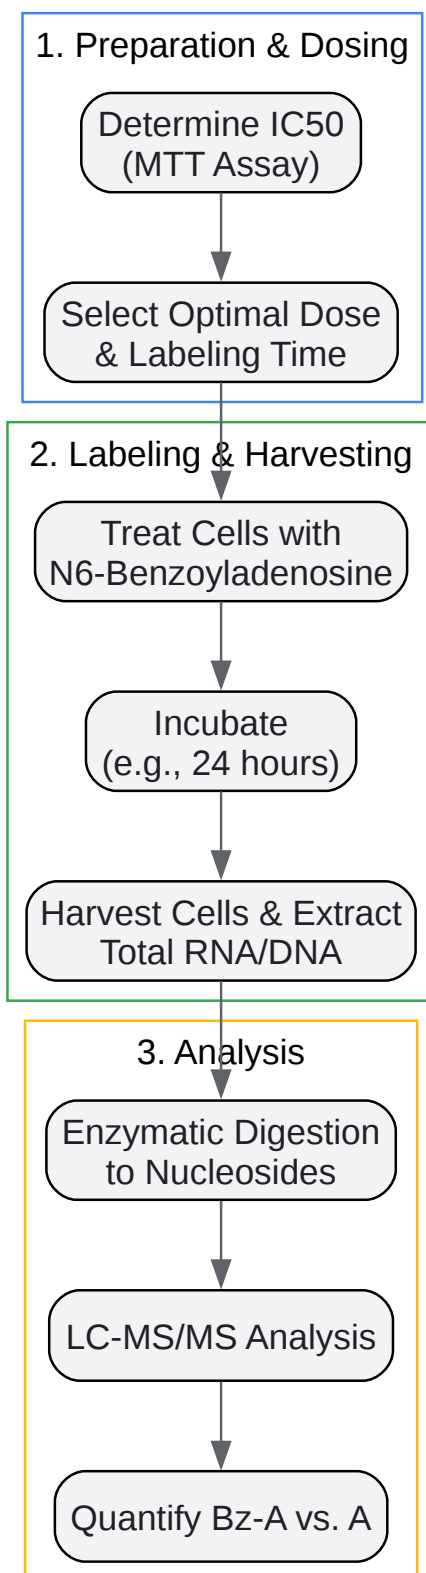 1. Preparation & Dosing
Determine IC50
(MTT Assay)
Select Optimal Dose
& Labeling Time
2. Labeling & Harvesting
Treat Cells with
N6-Benzoyladenosine
Incubate
(e.g., 24 hours)
Harvest Cells & Extract
Total RNA/DNA
3. Analysis
Enzymatic Digestion
to Nucleosides
LC-MS/MS Analysis
Quantify Bz-A vs. A